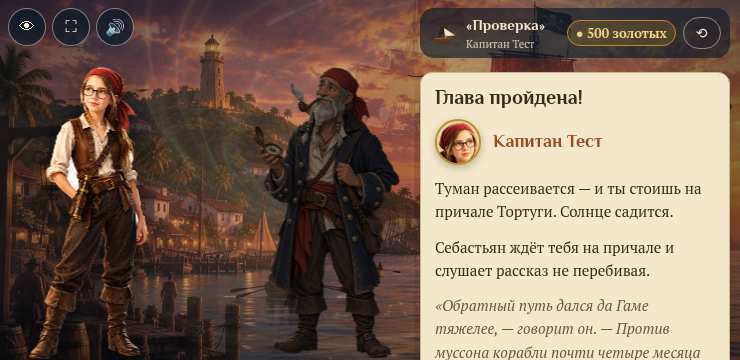 «Проверка»
Капитан Тест
500 золотых
Глава пройдена!
Капитан Тест
Туман рассеивается — и ты стоишь на
причале Тортуги. Солнце садится.
Себастьян ждёт тебя на причале и
слушает рассказ не перебивая.
«Обратный путь дался да Гаме
тяжелее, — говорит он. — Против
муссона корабли почти четыре месяца